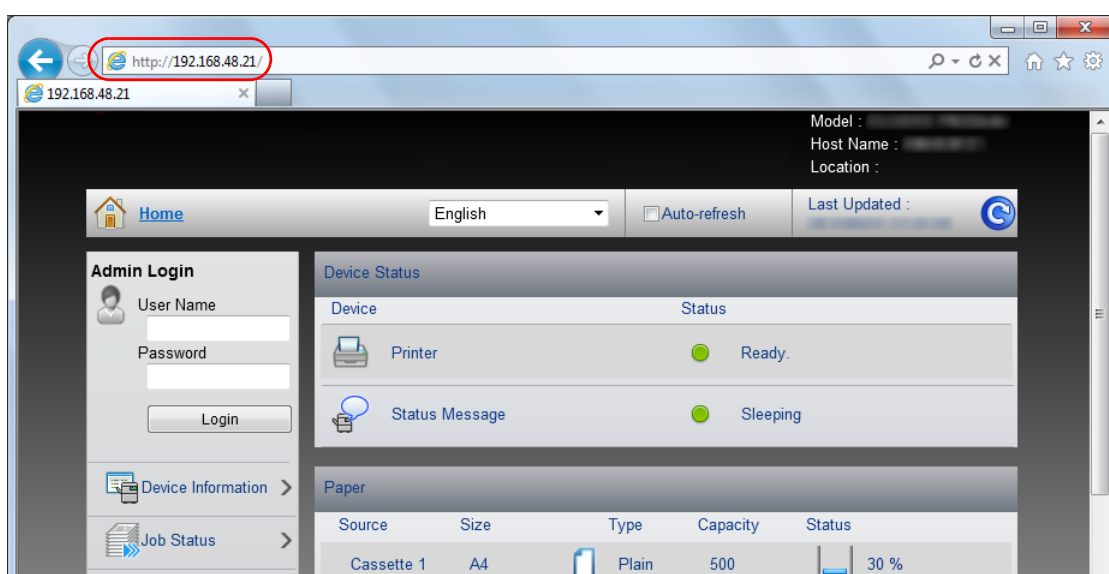 http://192.168.48.21/
192.168.48.21
Model :
Host Name :
Location :
Home
English
Auto-refresh
Last Updated :
Admin Login
User Name
Password
Login
Device Information
Job Status
Device Status
Device Status
Printer Ready.
Status Message Sleeping
Paper
Source Size Type Capacity Status
Cassette 1 A4 Plain 500 30 %